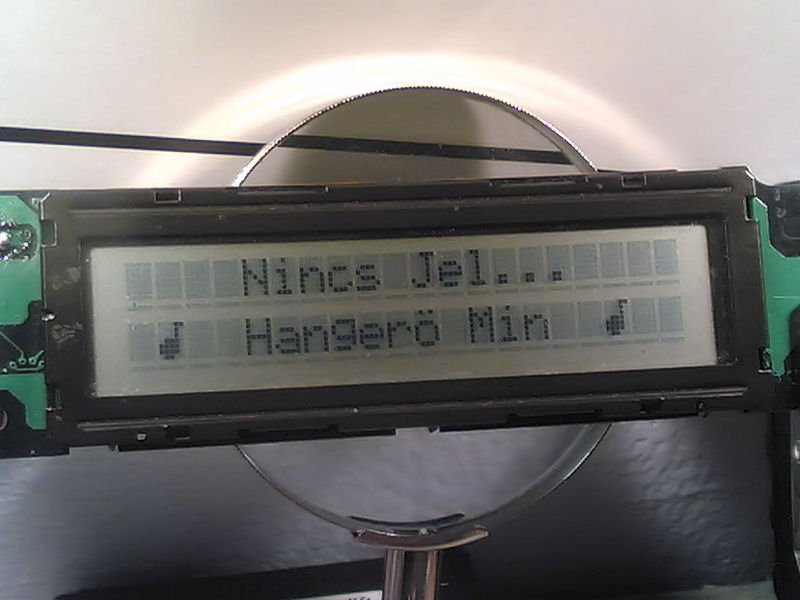 Nincs Jel...
♪ Hangerö Min ♪